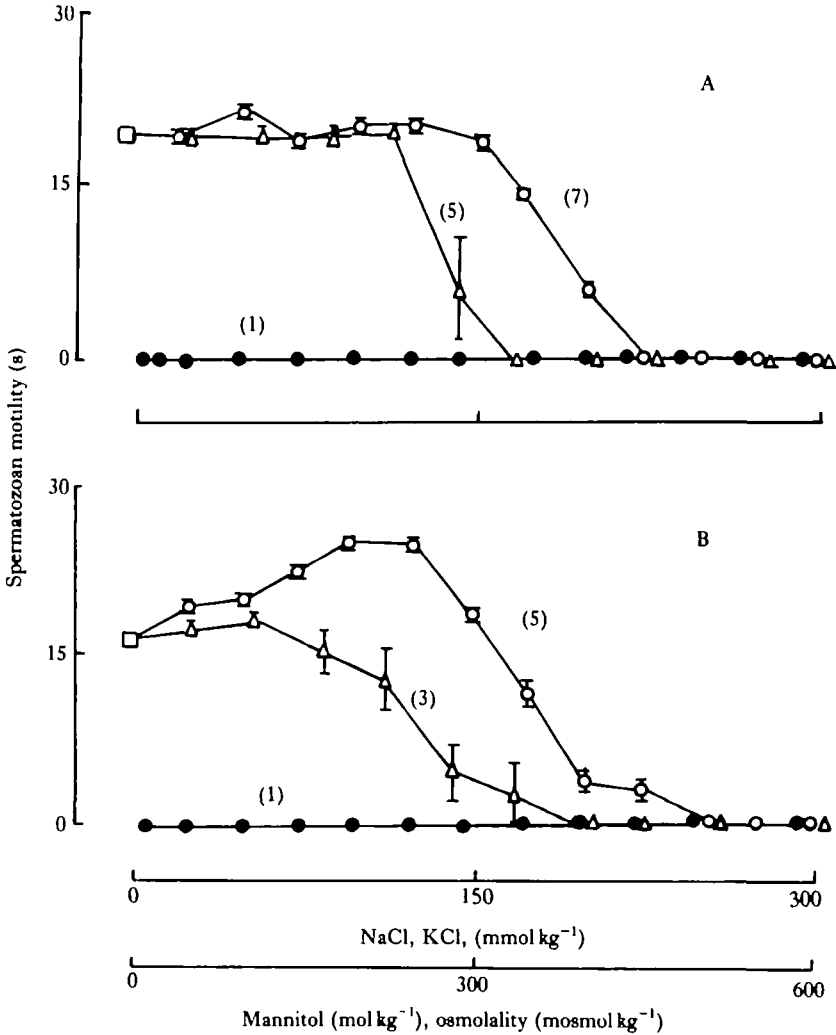 30
A
15
(5)
(7)
(1)
0
Spermatozoan motility (s)
30
B
15
(5)
(3)
(1)
0
0 150 300
NaCl, KCl, (mmol kg⁻¹)
0 300 600
Mannitol (mol kg⁻¹), osmolality (mosmol kg⁻¹)